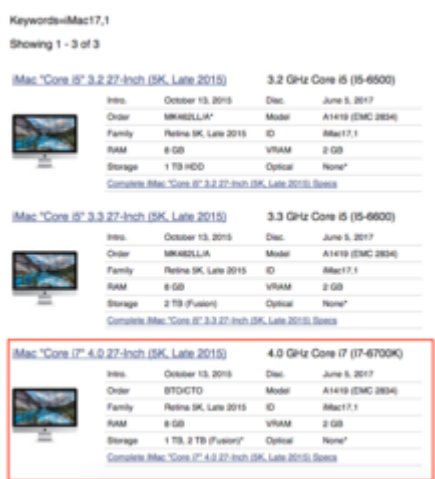 Keywords=iMac17,1
Showing 1 - 3 of 3
iMac "Core i5" 3.2 27-Inch (5K, Late 2015) 3.2 GHz Core i5 (I5-6500)
Intro. October 13, 2015 Disc. June 5, 2017
Order MK462LL/A* Model A1419 (EMC 2834)
Family Retina 5K, Late 2015 ID iMac17,1
RAM 8 GB VRAM 2 GB
Storage 1 TB HDD Optical None*
Complete iMac "Core i5" 3.2 27-Inch (5K, Late 2015) Specs
iMac "Core i5" 3.3 27-Inch (5K, Late 2015) 3.3 GHz Core i5 (I5-6600)
Intro. October 13, 2015 Disc. June 5, 2017
Order MK482LL/A Model A1419 (EMC 2834)
Family Retina 5K, Late 2015 ID iMac17,1
RAM 8 GB VRAM 2 GB
Storage 2 TB (Fusion) Optical None*
Complete iMac "Core i5" 3.3 27-Inch (5K, Late 2015) Specs
iMac "Core i7" 4.0 27-Inch (5K, Late 2015) 4.0 GHz Core i7 (I7-6700K)
Intro. October 13, 2015 Disc. June 5, 2017
Order BTO/CTO Model A1419 (EMC 2834)
Family Retina 5K, Late 2015 ID iMac17,1
RAM 8 GB VRAM 2 GB
Storage 1 TB, 2 TB (Fusion)* Optical None*
Complete iMac "Core i7" 4.0 27-Inch (5K, Late 2015) Specs